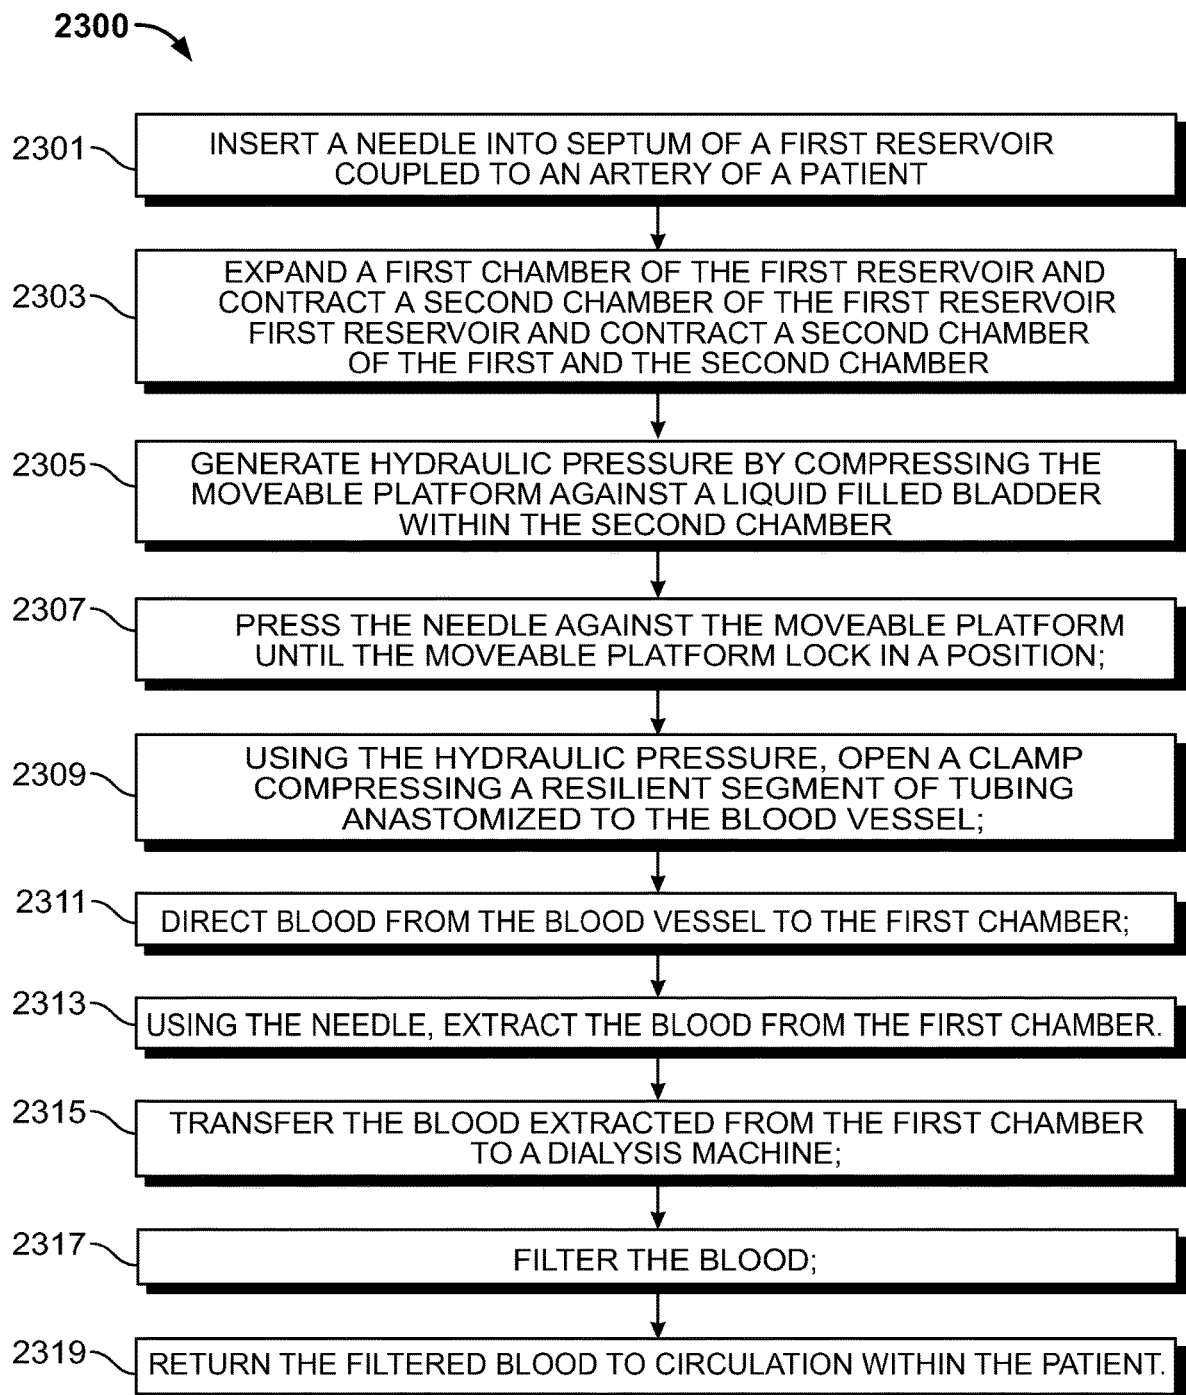 2300
2301
INSERT A NEEDLE INTO SEPTUM OF A FIRST RESERVOIR
COUPLED TO AN ARTERY OF A PATIENT
2303
EXPAND A FIRST CHAMBER OF THE FIRST RESERVOIR AND
CONTRACT A SECOND CHAMBER OF THE FIRST RESERVOIR
FIRST RESERVOIR AND CONTRACT A SECOND CHAMBER
OF THE FIRST AND THE SECOND CHAMBER
2305
GENERATE HYDRAULIC PRESSURE BY COMPRESSING THE
MOVEABLE PLATFORM AGAINST A LIQUID FILLED BLADDER
WITHIN THE SECOND CHAMBER
2307
PRESS THE NEEDLE AGAINST THE MOVEABLE PLATFORM
UNTIL THE MOVEABLE PLATFORM LOCK IN A POSITION;
2309
USING THE HYDRAULIC PRESSURE, OPEN A CLAMP
COMPRESSING A RESILIENT SEGMENT OF TUBING
ANASTOMIZED TO THE BLOOD VESSEL;
2311
DIRECT BLOOD FROM THE BLOOD VESSEL TO THE FIRST CHAMBER;
2313
USING THE NEEDLE, EXTRACT THE BLOOD FROM THE FIRST CHAMBER.
2315
TRANSFER THE BLOOD EXTRACTED FROM THE FIRST CHAMBER
TO A DIALYSIS MACHINE;
2317
FILTER THE BLOOD;
2319
RETURN THE FILTERED BLOOD TO CIRCULATION WITHIN THE PATIENT.